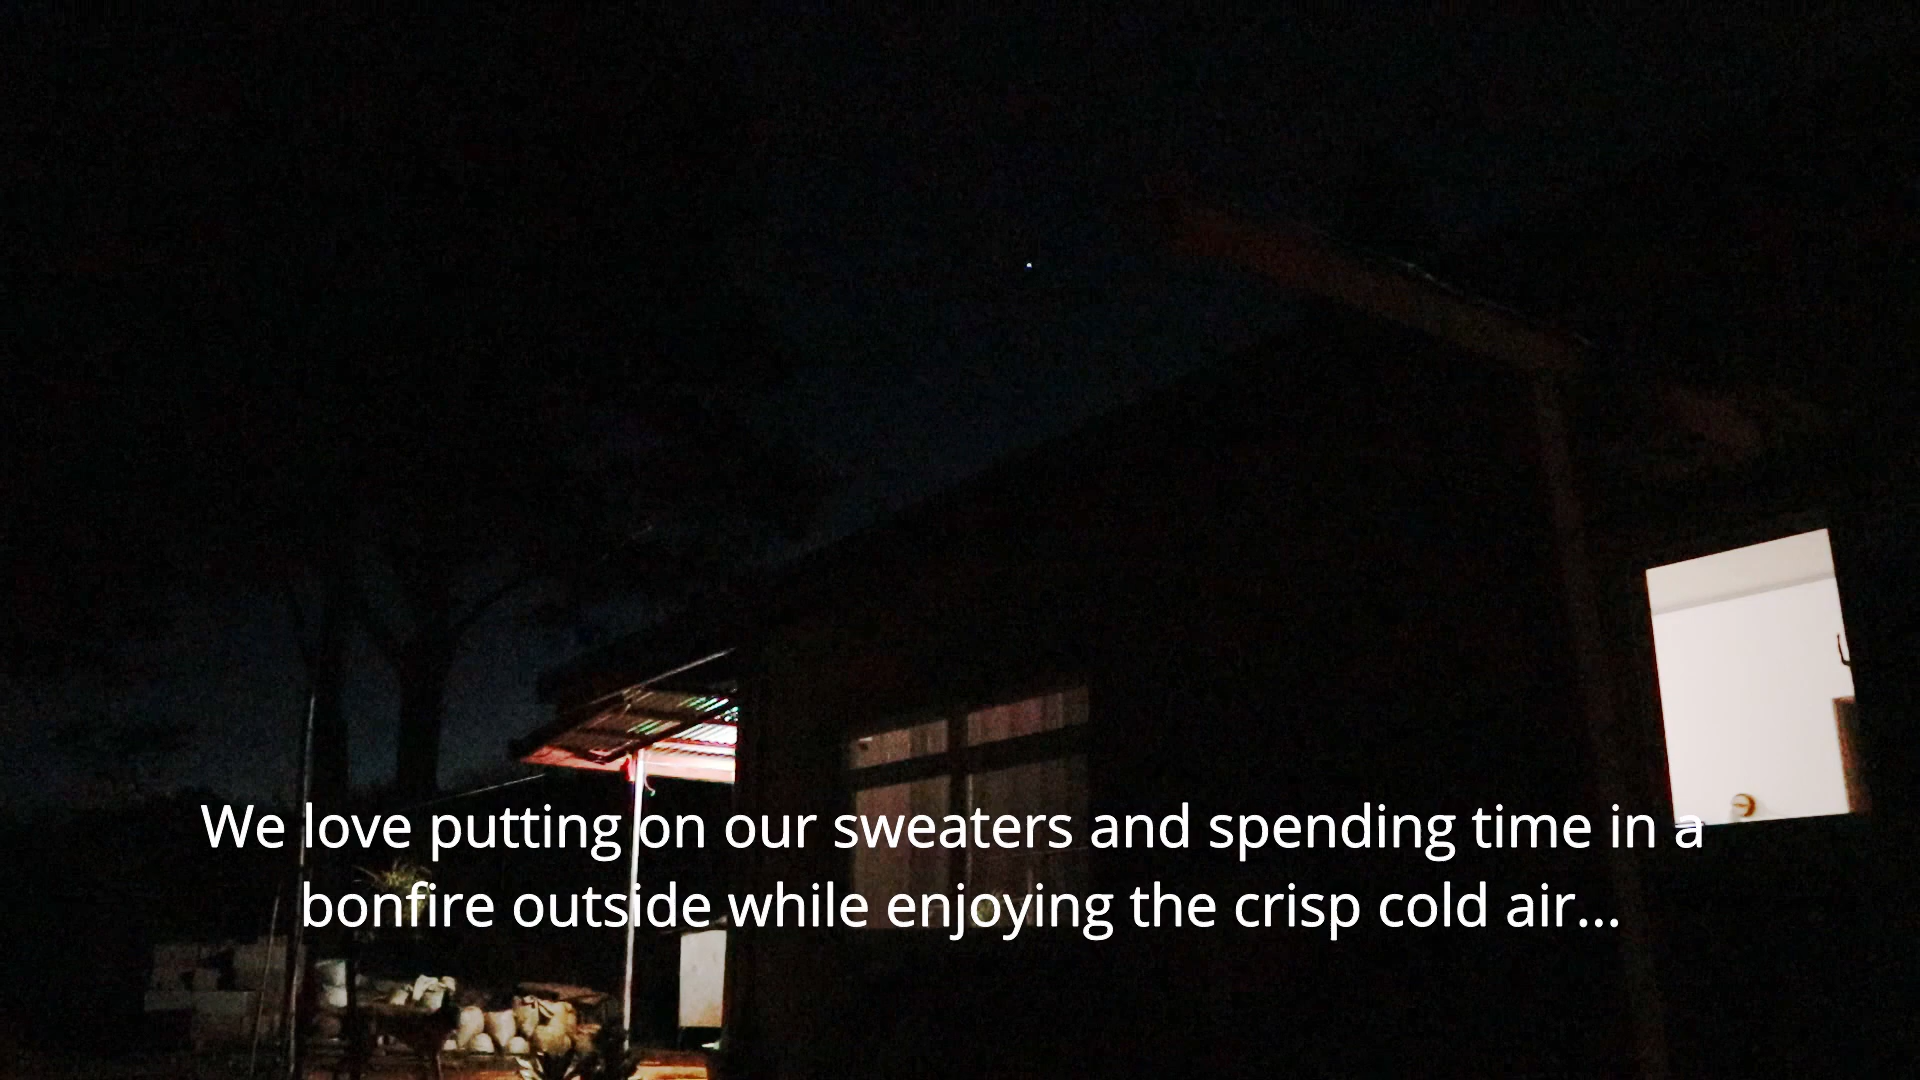 We love putting on our sweaters and spending time in a
bonfire outside while enjoying the crisp cold air...